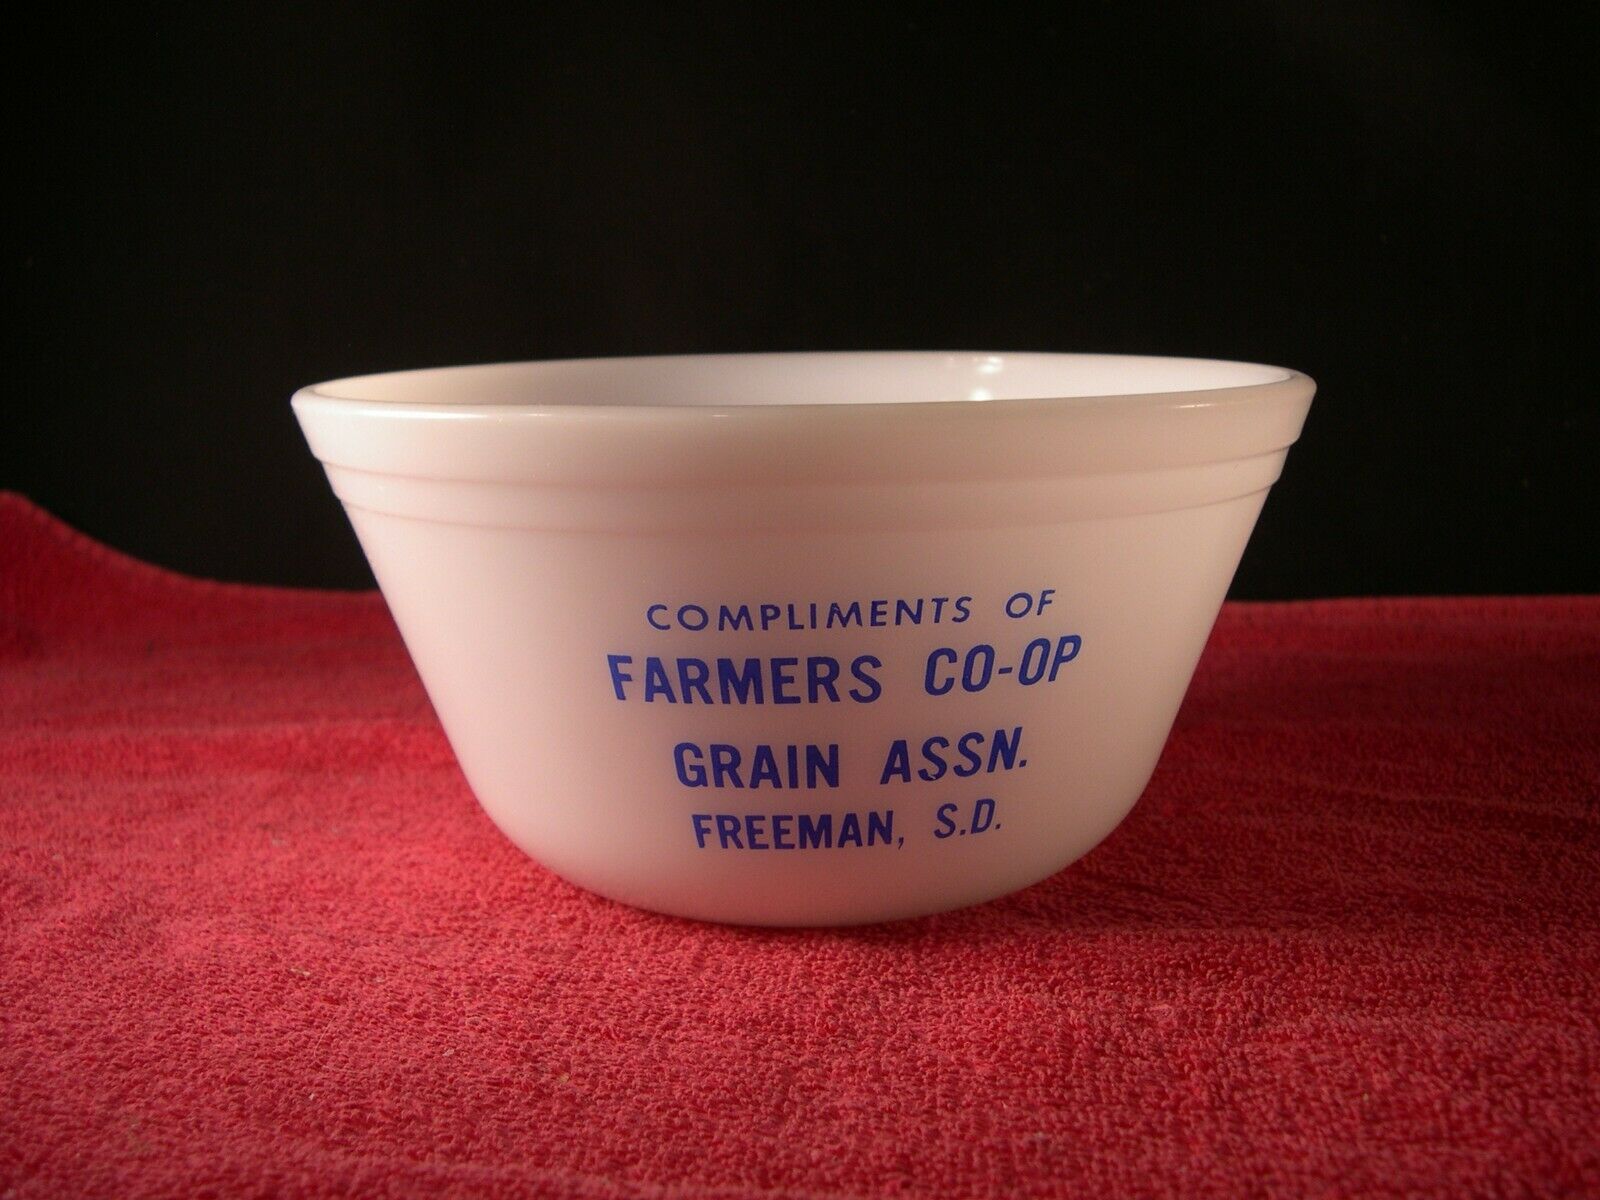 COMPLIMENTS OF
FARMERS CO-OP
GRAIN ASSN.
FREEMAN, S.D.